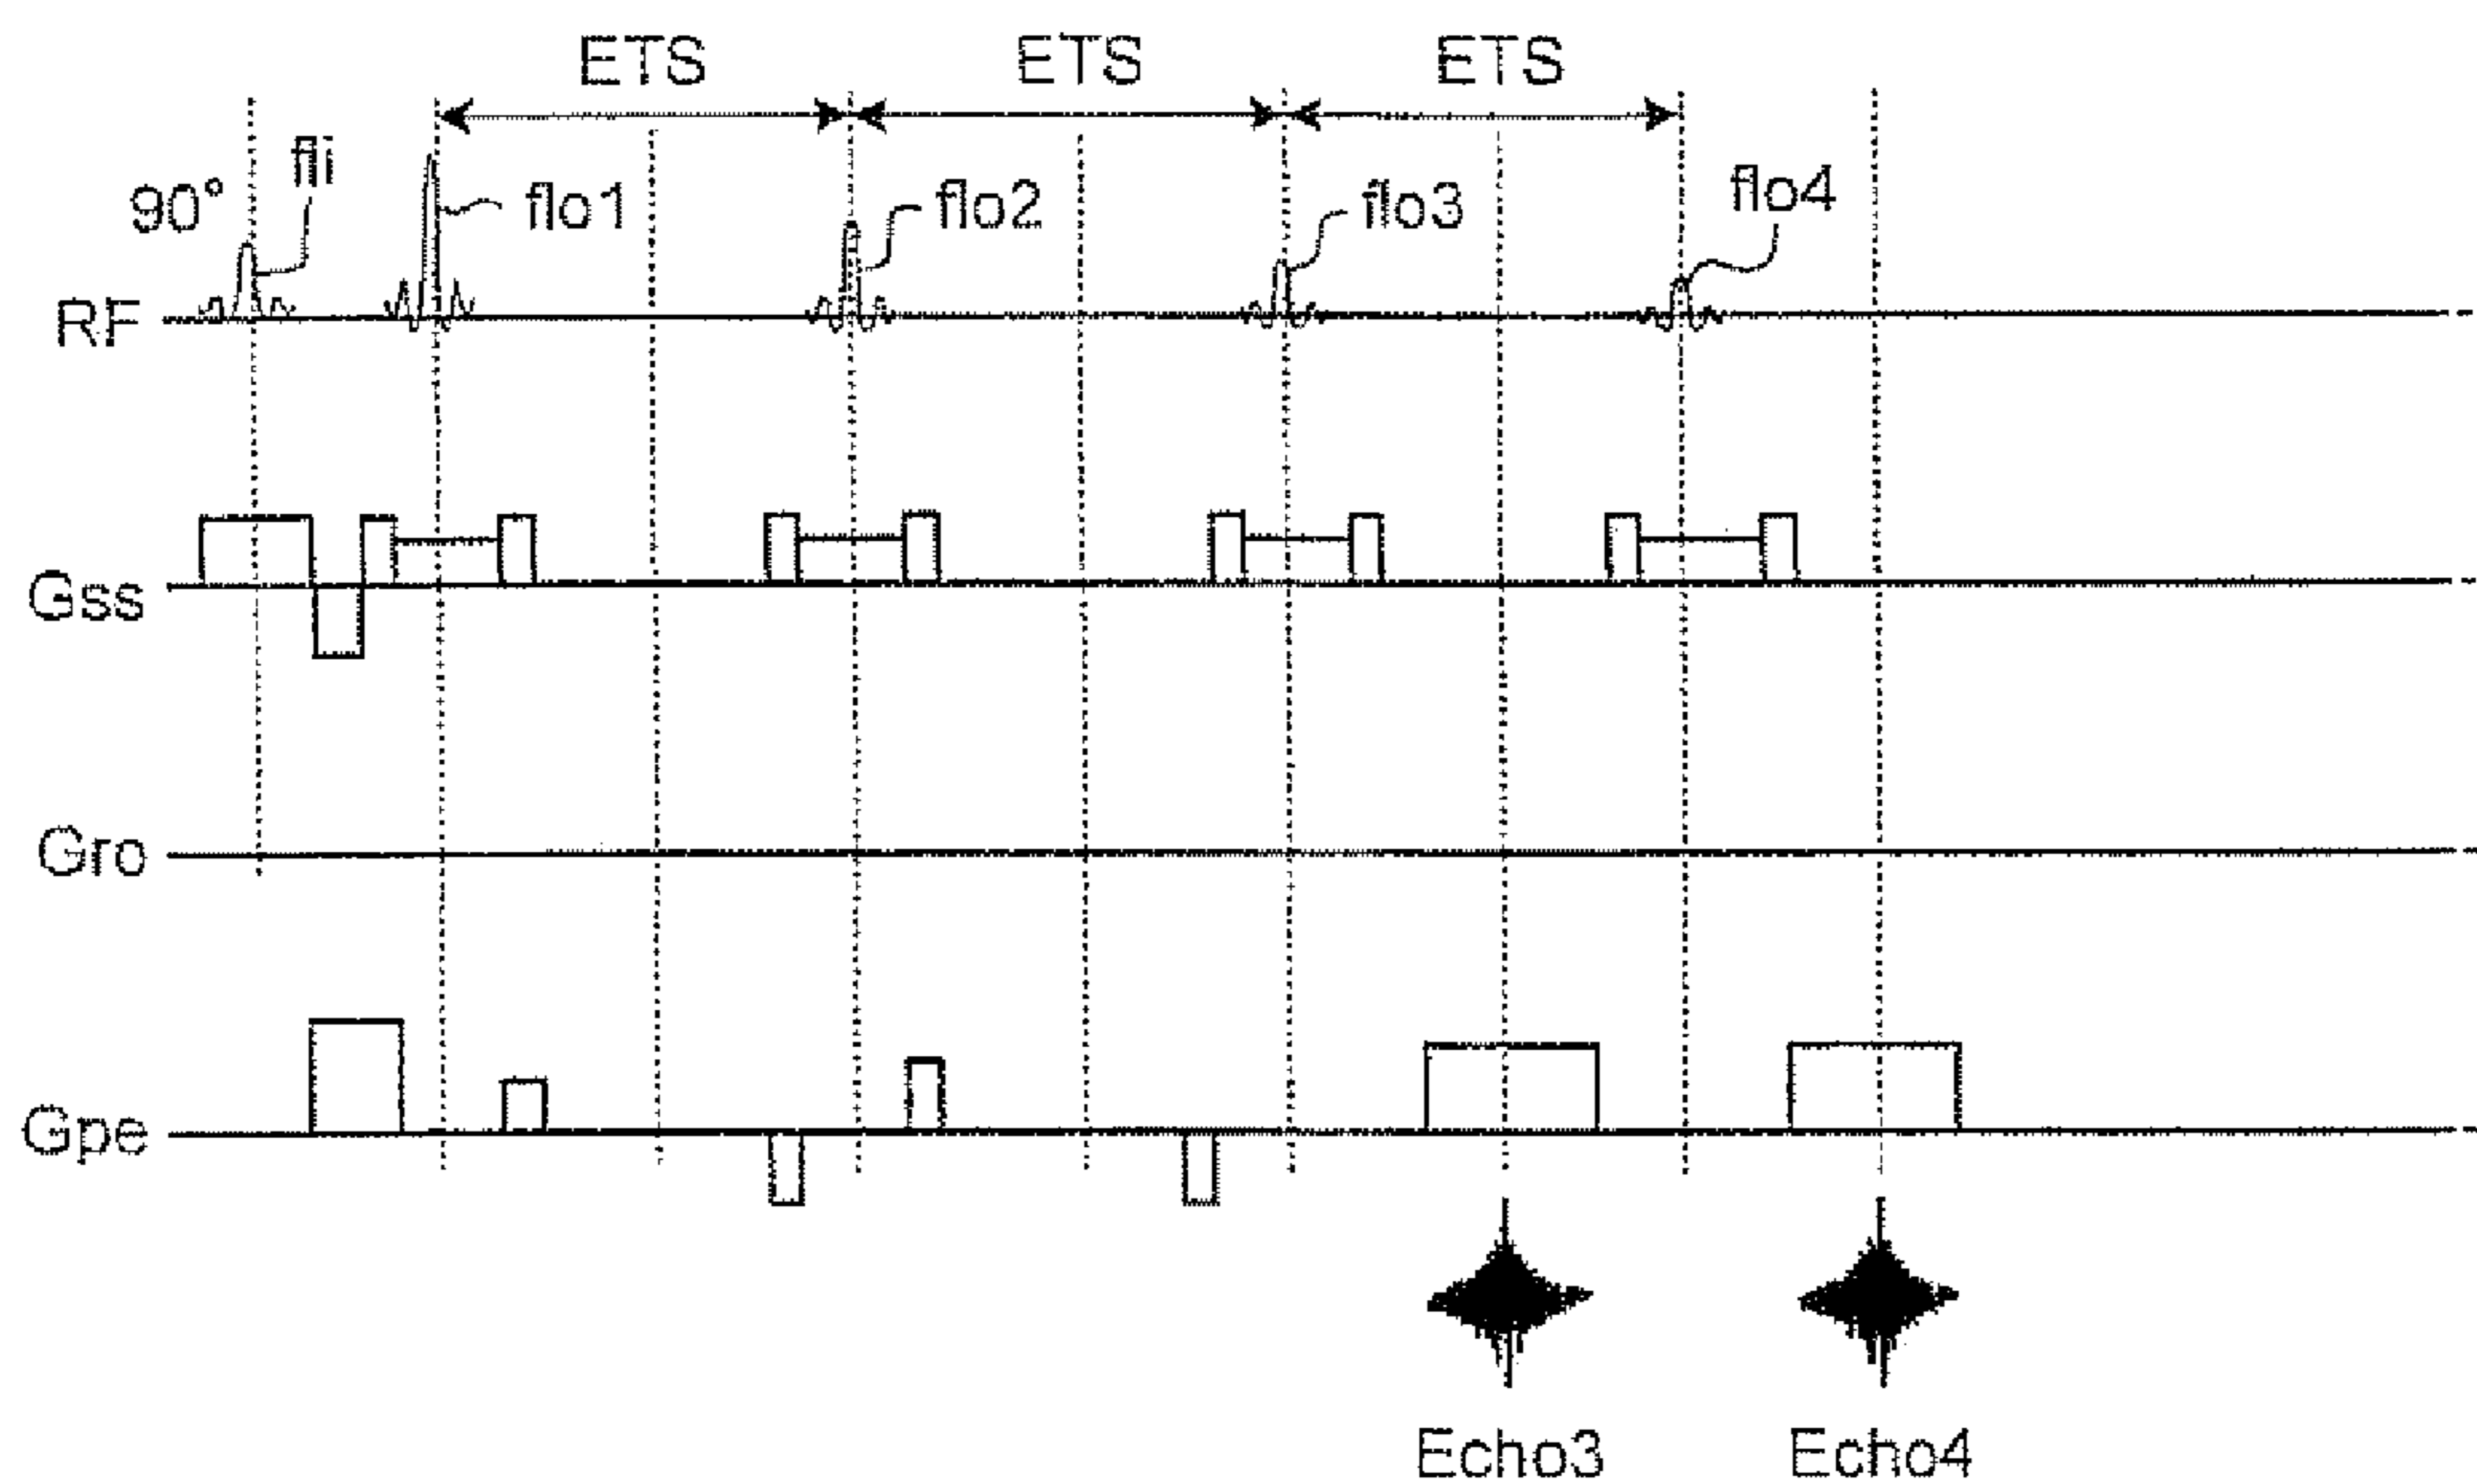 ETS ETS ETS
90° fli flo1 flo2 flo3 flo4
RF
Gss
Gro
Gpe
Echo3 Echo4